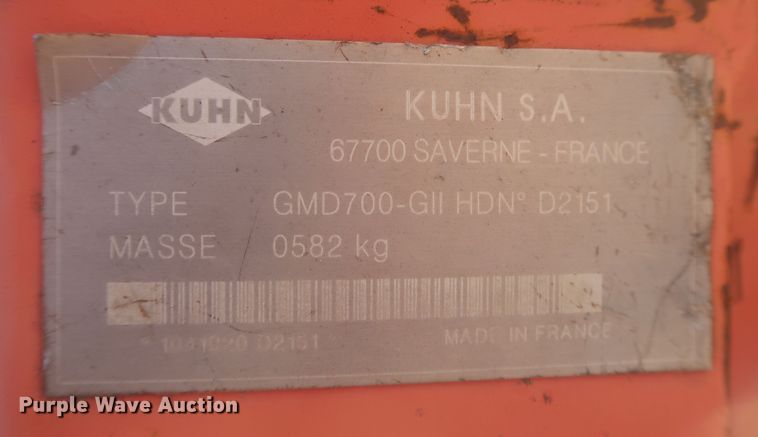 KUHN
KUHN S.A.
67700 SAVERNE - FRANCE
TYPE GMD700-GII HDN° D2151
MASSE 0582 kg
D2151
MADE IN FRANCE
Purple Wave Auction